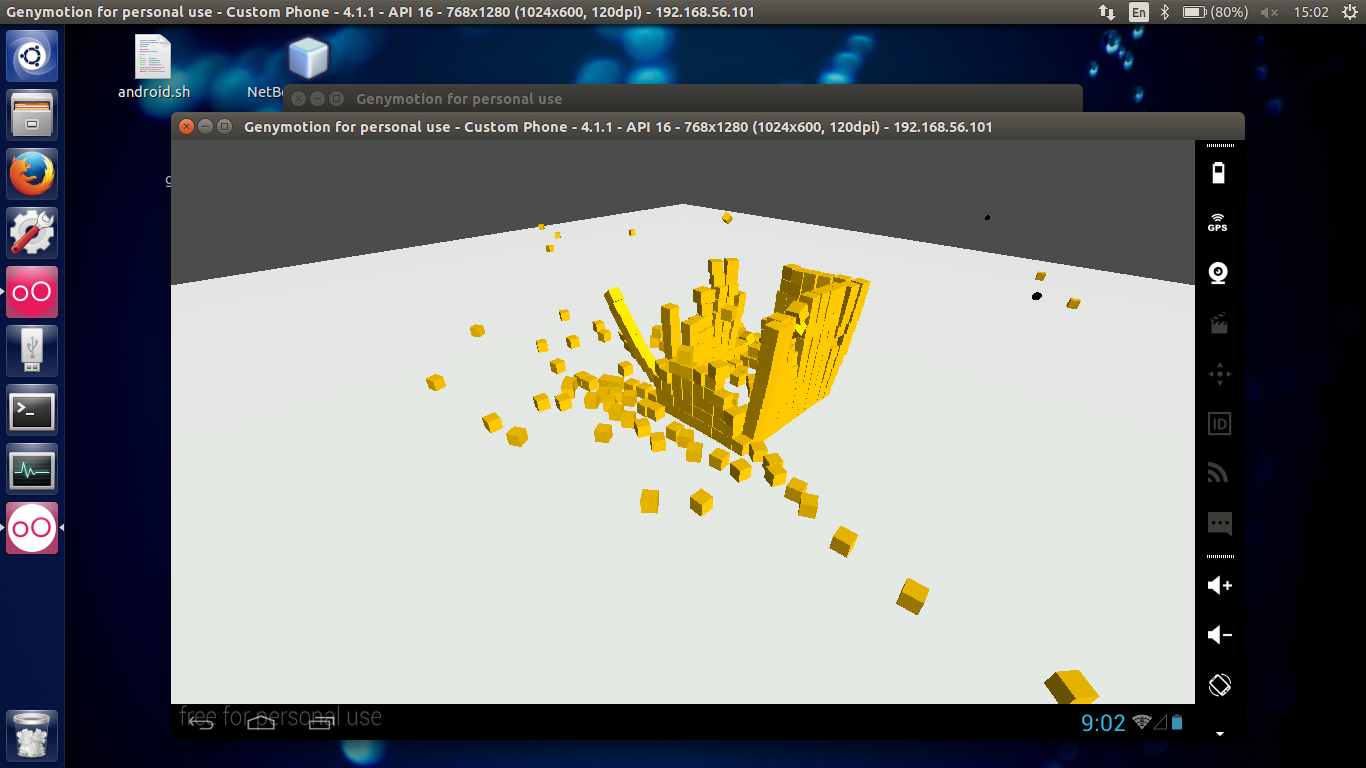 Genymotion for personal use - Custom Phone - 4.1.1 - API 16 - 768x1280 (1024x600, 120dpi) - 192.168.56.101
En
(80%)
15:02
android.sh
NetB
Genymotion for personal use
Genymotion for personal use - Custom Phone - 4.1.1 - API 16 - 768x1280 (1024x600, 120dpi) - 192.168.56.101
GPS
ID
free for personal use
9:02